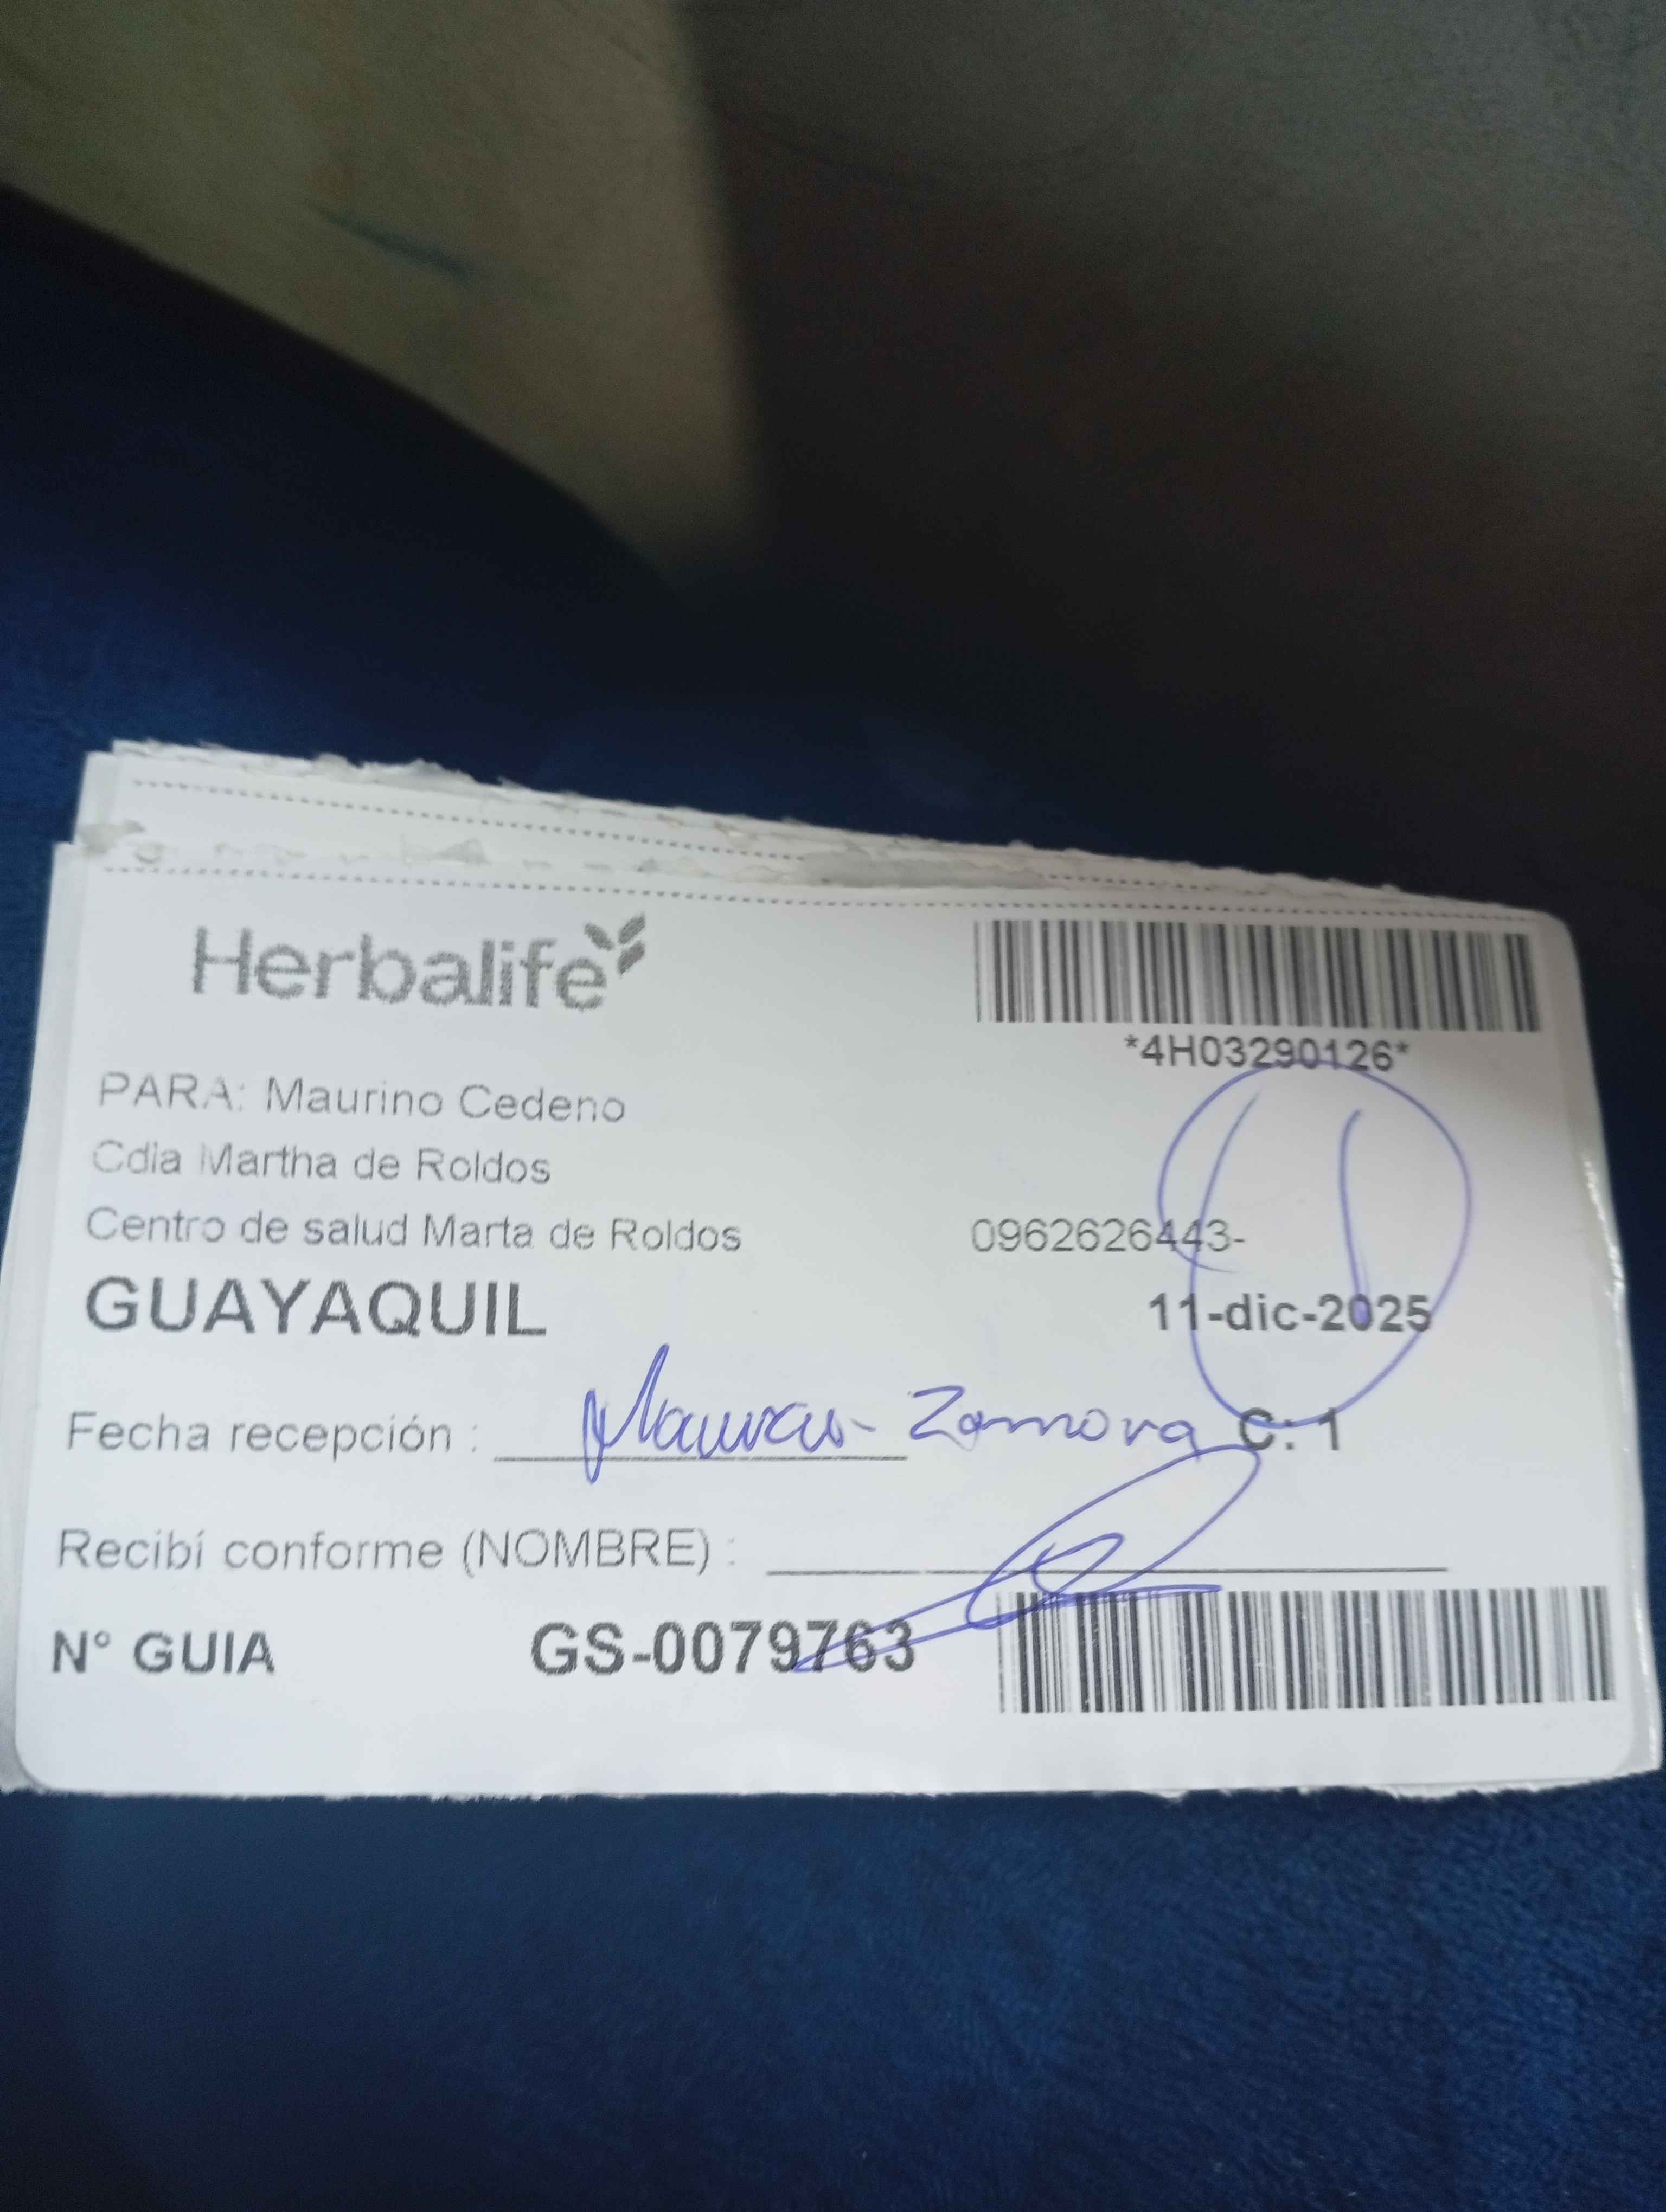 Herbalife
*4H03290126*
PARA: Maurino Cedeno
Cdla Martha de Roldos
Centro de salud Marta de Roldos 0962626443-
GUAYAQUIL 11-dic-2025
Fecha recepción : Zamora C: 1
Recibí conforme (NOMBRE) :
N° GUIA GS-0079763